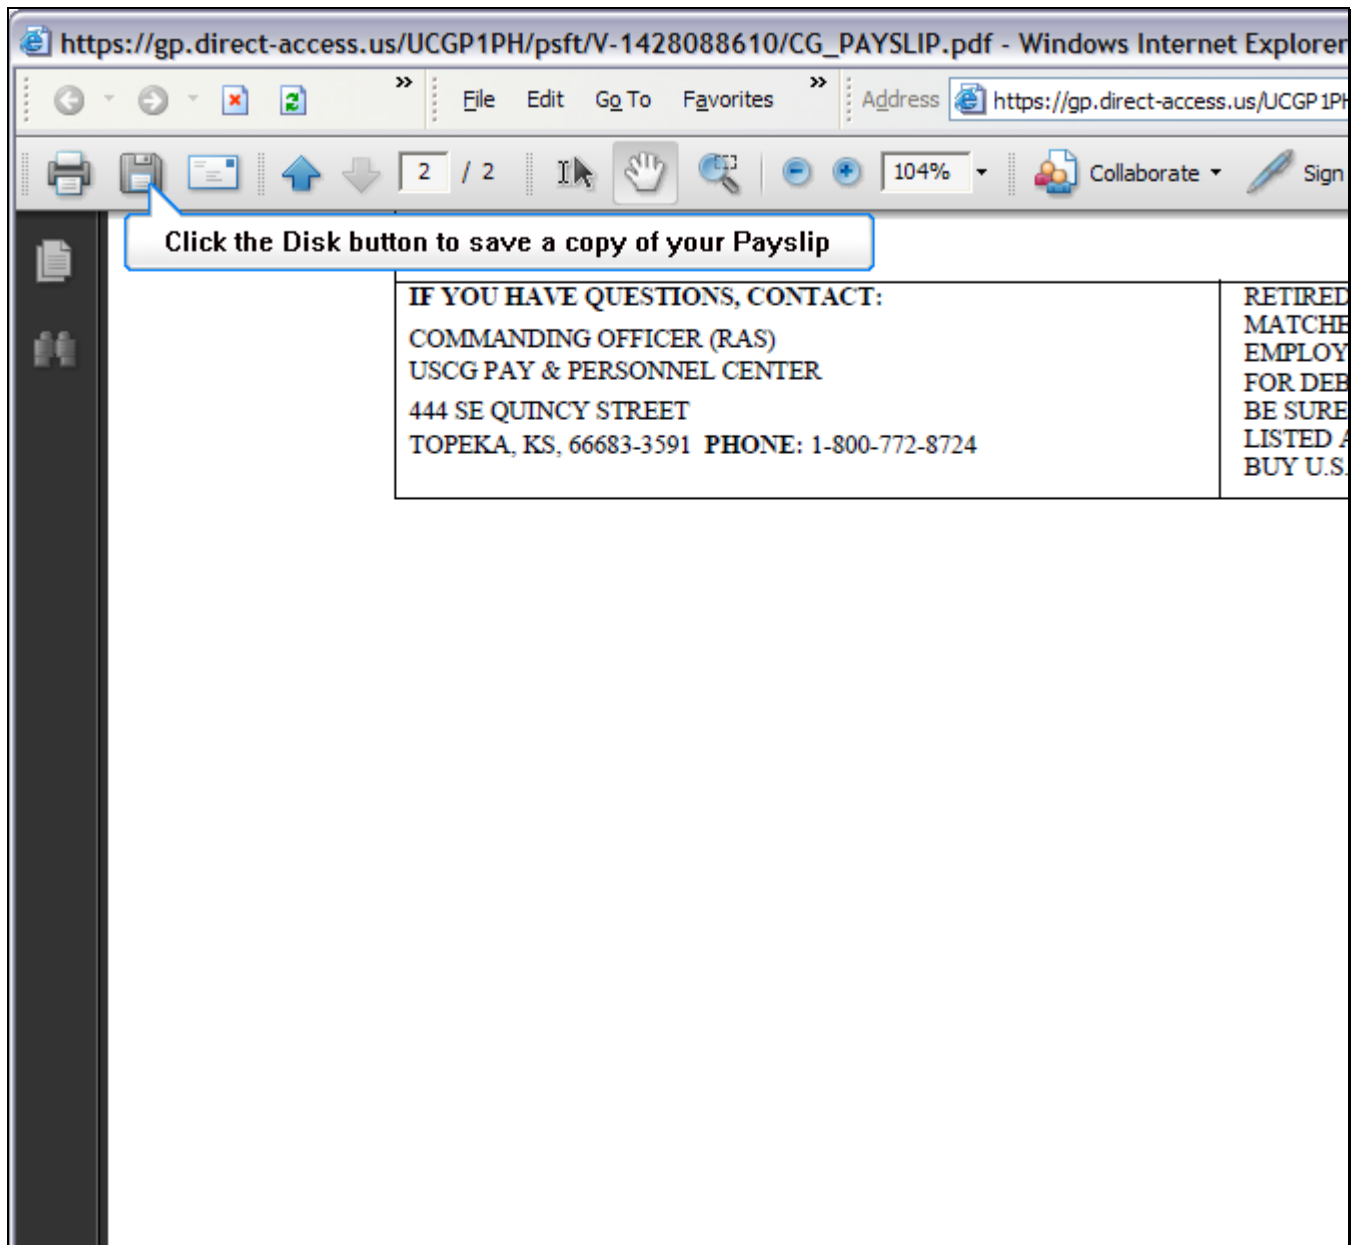 https://gp.direct-access.us/UCGP1PH/psft/V-1428088610/CG_PAYSLIP.pdf - Windows Internet Explorer
» File Edit Go To Favorites » Address https://gp.direct-access.us/UCGP1PH
2 / 2 104% Collaborate Sign
Click the Disk button to save a copy of your Payslip
IF YOU HAVE QUESTIONS, CONTACT:
COMMANDING OFFICER (RAS)
USCG PAY & PERSONNEL CENTER
444 SE QUINCY STREET
TOPEKA, KS, 66683-3591 PHONE: 1-800-772-8724
RETIRED
MATCHE
EMPLOY
FOR DEB
BE SURE
LISTED A
BUY U.S.